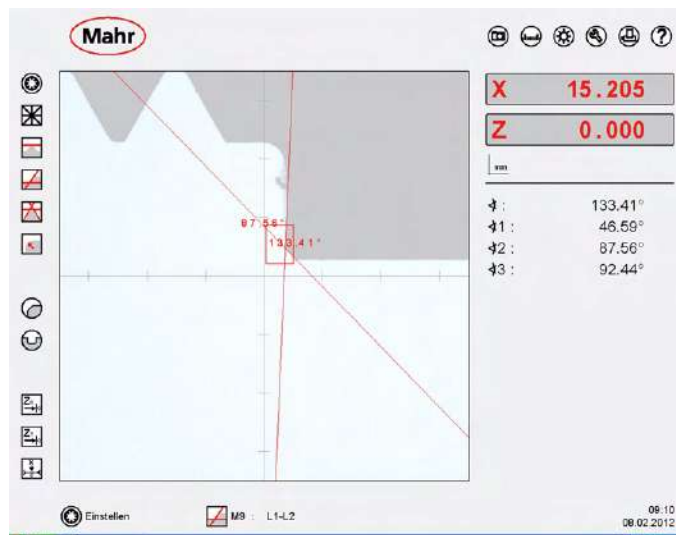 Mahr
X 15.205
Z 0.000
mm
: 133.41°
1 : 46.59°
2 : 87.56°
3 : 92.44°
87.56°
133.41°
Einstellen
M9 : L1-L2
09:10
08.02.2012